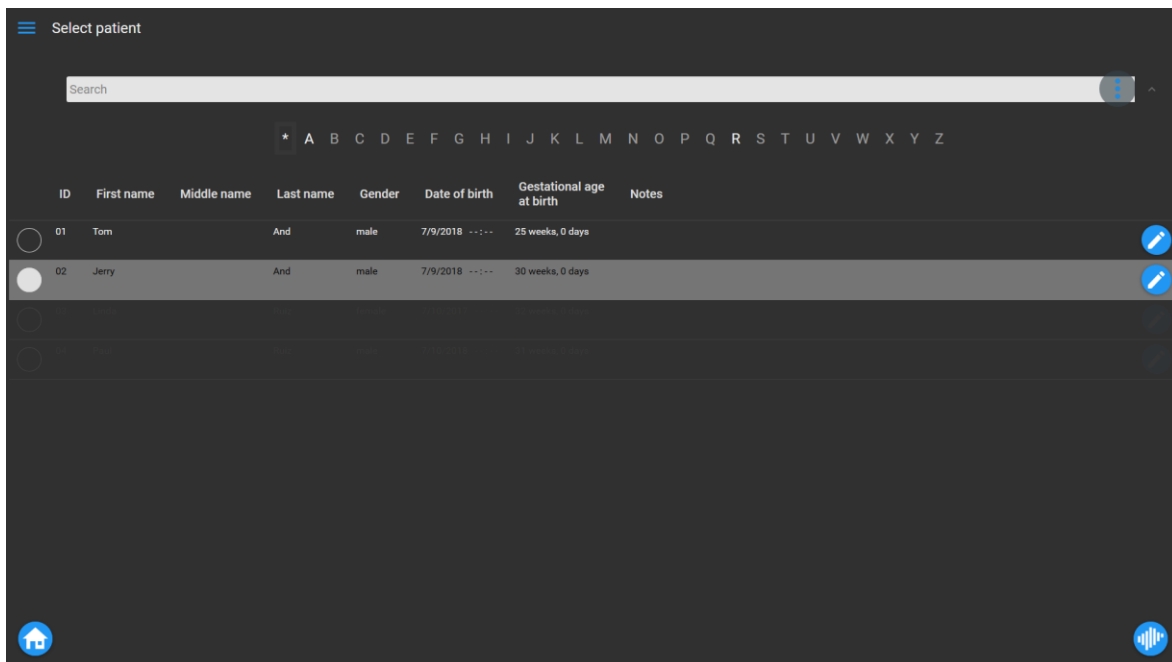 Select patient
Search
* A B C D E F G H I J K L M N O P Q R S T U V W X Y Z
ID First name Middle name Last name Gender Date of birth Gestational age at birth Notes
01 Tom And male 7/9/2018 --:-- 25 weeks, 0 days
02 Jerry And male 7/9/2018 --:-- 30 weeks, 0 days